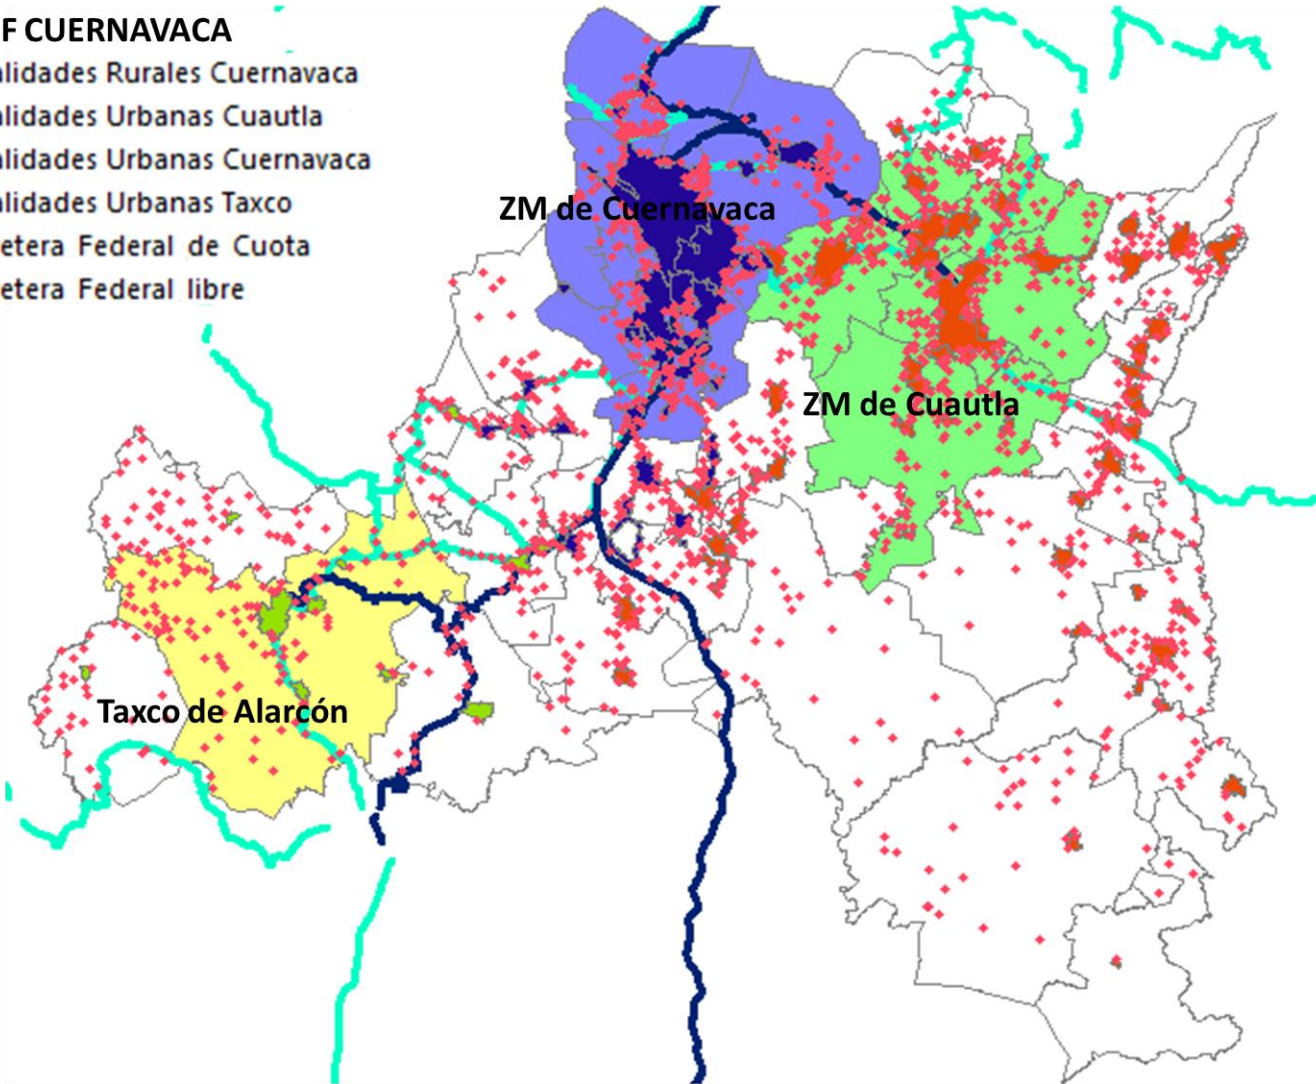 F CUERNAVACA
alidades Rurales Cuernavaca
alidades Urbanas Cuautla
alidades Urbanas Cuernavaca
alidades Urbanas Taxco
etera Federal de Cuota
etera Federal libre
ZM de Cuernavaca
ZM de Cuautla
Taxco de Alarcón